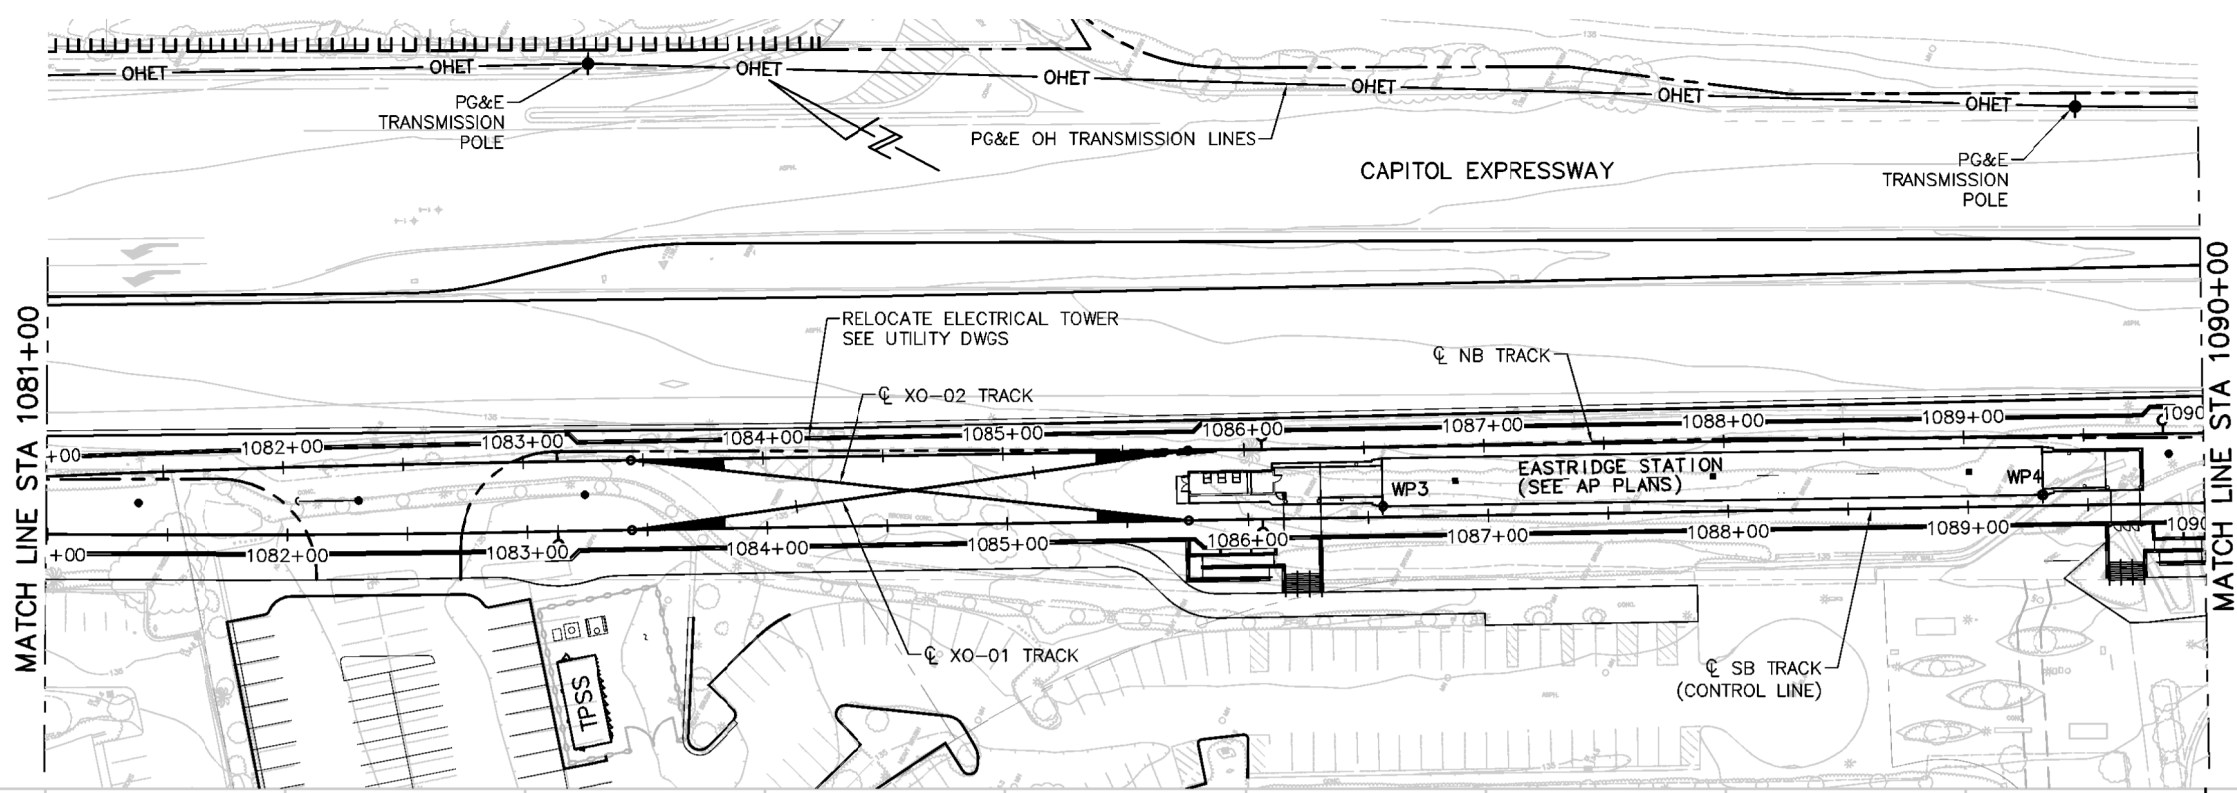 OHET OHET OHET OHET OHET OHET OHET
PG&E
TRANSMISSION
POLE
PG&E OH TRANSMISSION LINES
CAPITOL EXPRESSWAY
PG&E
TRANSMISSION
POLE
MATCH LINE STA 1081+00
MATCH LINE STA 1090+00
RELOCATE ELECTRICAL TOWER
SEE UTILITY DWGS
℄ NB TRACK
℄ XO-02 TRACK
+00 1082+00 1083+00 1084+00 1085+00 1086+00 1087+00 1088+00 1089+00 1090
EASTRIDGE STATION
(SEE AP PLANS)
WP3
WP4
+00 1082+00 1083+00 1084+00 1085+00 1086+00 1087+00 1088+00 1089+00 1090
℄ XO-01 TRACK
℄ SB TRACK
(CONTROL LINE)
TPSS